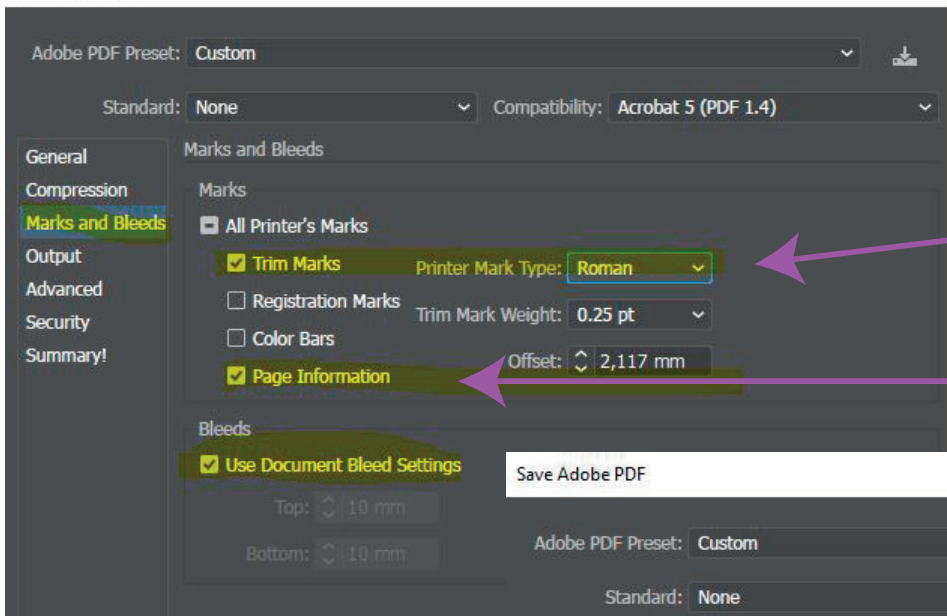 Adobe PDF Preset: Custom
Standard: None Compatibility: Acrobat 5 (PDF 1.4)
General
Compression
Marks and Bleeds
Output
Advanced
Security
Summary!
Marks and Bleeds
Marks
All Printer's Marks
Trim Marks Printer Mark Type: Roman
Registration Marks Trim Mark Weight: 0.25 pt
Color Bars
Offset: 2,117 mm
Page Information
Bleeds
Use Document Bleed Settings
Top: 10 mm
Bottom: 10 mm
Save Adobe PDF
Adobe PDF Preset: Custom
Standard: None